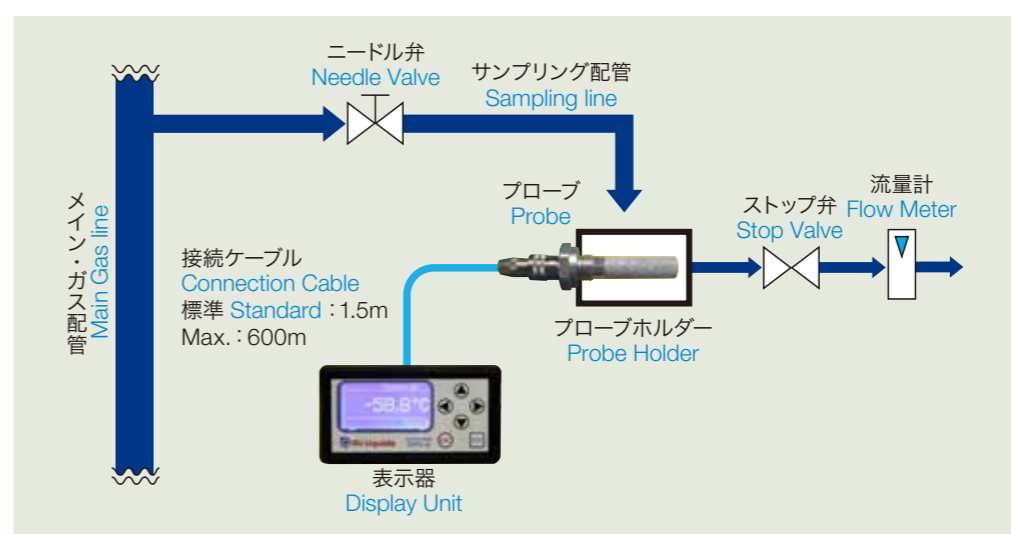 ニードル弁
Needle Valve
サンプリング配管
Sampling line
メイン・ガス配管
Main Gas line
プローブ
Probe
ストップ弁
Stop Valve
流量計
Flow Meter
接続ケーブル
Connection Cable
標準 Standard：1.5m
Max.：600m
プローブホルダー
Probe Holder
-58.8°C
Air Liquide
表示器
Display Unit